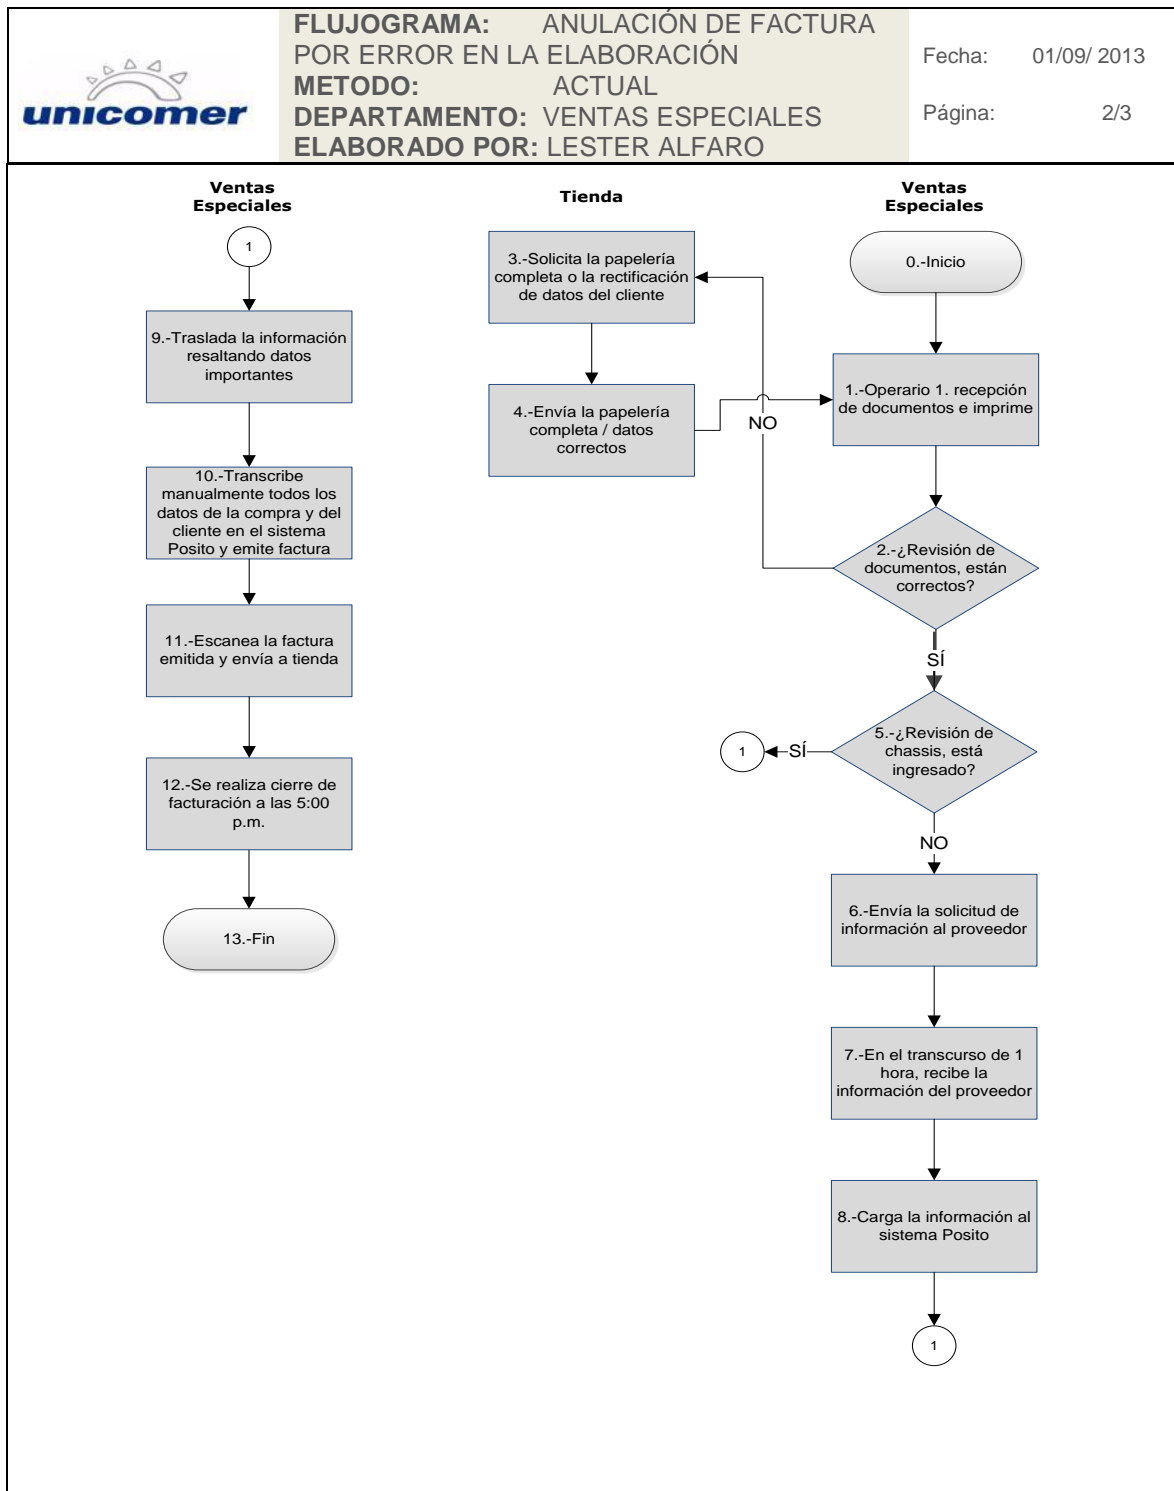 unicomer
FLUJOGRAMA: ANULACIÓN DE FACTURA
POR ERROR EN LA ELABORACIÓN
METODO: ACTUAL
DEPARTAMENTO: VENTAS ESPECIALES
ELABORADO POR: LESTER ALFARO
Fecha: 01/09/ 2013
Página: 2/3
Ventas
Especiales
1
9.-Traslada la información
resaltando datos
importantes
10.-Transcribe
manualmente todos los
datos de la compra y del
cliente en el sistema
Posito y emite factura
11.-Escanea la factura
emitida y envía a tienda
12.-Se realiza cierre de
facturación a las 5:00
p.m.
13.-Fin
Tienda
3.-Solicita la papelería
completa o la rectificación
de datos del cliente
4.-Envía la papelería
completa / datos
correctos
Ventas
Especiales
0.-Inicio
1.-Operario 1. recepción
de documentos e imprime
NO
2.-¿Revisión de
documentos, están
correctos?
SÍ
5.-¿Revisión de
chassis, está
ingresado?
SÍ
1
NO
6.-Envía la solicitud de
información al proveedor
7.-En el transcurso de 1
hora, recibe la
información del proveedor
8.-Carga la información al
sistema Posito
1